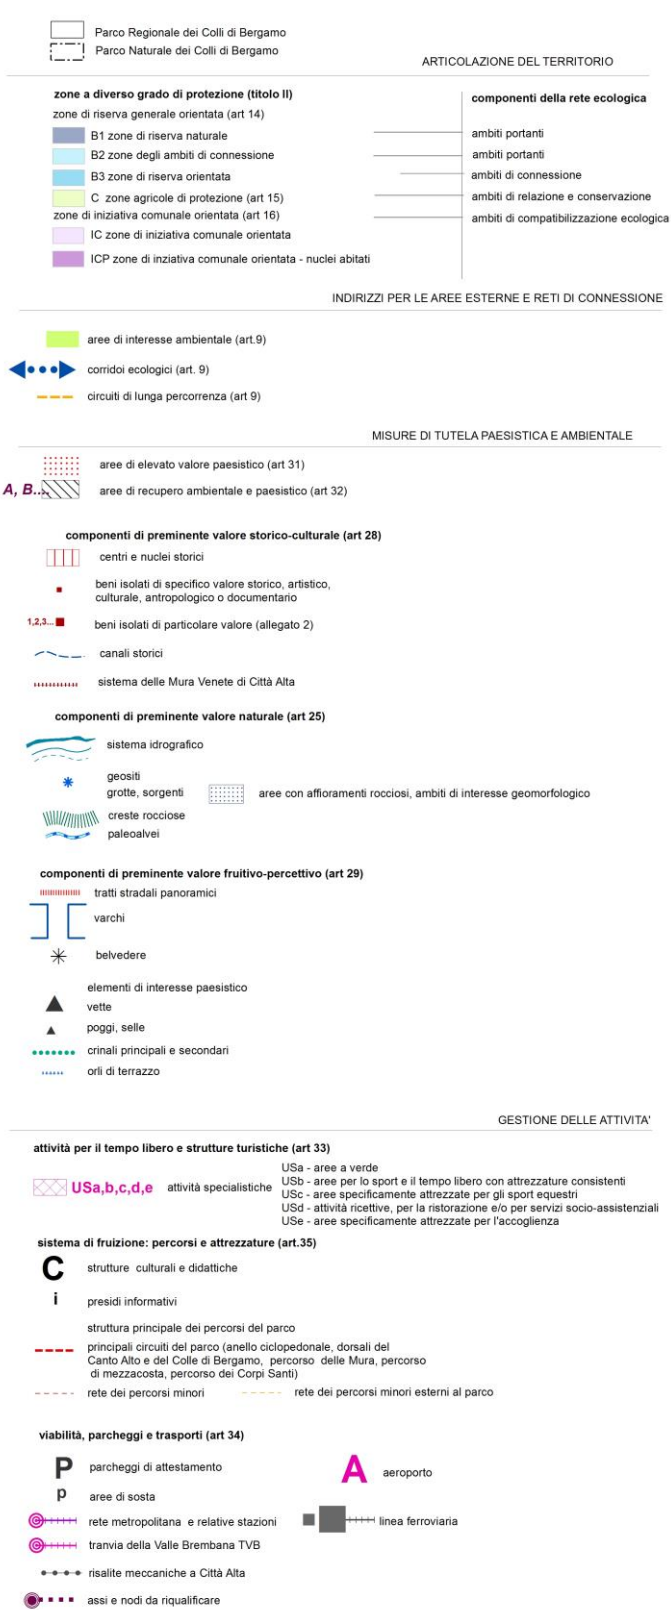 Parco Regionale dei Colli di Bergamo
Parco Naturale dei Colli di Bergamo
ARTICOLAZIONE DEL TERRITORIO
zone a diverso grado di protezione (titolo II)
componenti della rete ecologica
zone di riserva generale orientata (art 14)
B1 zone di riserva naturale
ambiti portanti
B2 zone degli ambiti di connessione
ambiti portanti
B3 zone di riserva orientata
ambiti di connessione
C zone agricole di protezione (art 15)
ambiti di relazione e conservazione
zone di iniziativa comunale orientata (art 16)
ambiti di compatibilizzazione ecologica
IC zone di iniziativa comunale orientata
ICP zone di inziativa comunale orientata - nuclei abitati
INDIRIZZI PER LE AREE ESTERNE E RETI DI CONNESSIONE
aree di interesse ambientale (art.9)
corridoi ecologici (art. 9)
circuiti di lunga percorrenza (art 9)
MISURE DI TUTELA PAESISTICA E AMBIENTALE
aree di elevato valore paesistico (art 31)
A, B.... aree di recupero ambientale e paesistico (art 32)
componenti di preminente valore storico-culturale (art 28)
centri e nuclei storici
beni isolati di specifico valore storico, artistico,
culturale, antropologico o documentario
1,2,3... beni isolati di particolare valore (allegato 2)
canali storici
sistema delle Mura Venete di Città Alta
componenti di preminente valore naturale (art 25)
sistema idrografico
geositi
grotte, sorgenti
aree con affioramenti rocciosi, ambiti di interesse geomorfologico
creste rocciose
paleoalvei
componenti di preminente valore fruitivo-percettivo (art 29)
tratti stradali panoramici
varchi
belvedere
elementi di interesse paesistico
vette
poggi, selle
crinali principali e secondari
orli di terrazzo
GESTIONE DELLE ATTIVITA'
attività per il tempo libero e strutture turistiche (art 33)
USa,b,c,d,e attività specialistiche
USa - aree a verde
USb - aree per lo sport e il tempo libero con attrezzature consistenti
USc - aree specificamente attrezzate per gli sport equestri
USd - attività ricettive, per la ristorazione e/o per servizi socio-assistenziali
USe - aree specificamente attrezzate per l'accoglienza
sistema di fruizione: percorsi e attrezzature (art.35)
C strutture culturali e didattiche
i presidi informativi
struttura principale dei percorsi del parco
principali circuiti del parco (anello ciclopedonale, dorsali del
Canto Alto e del Colle di Bergamo, percorso delle Mura, percorso
di mezzacosta, percorso dei Corpi Santi)
rete dei percorsi minori
rete dei percorsi minori esterni al parco
viabilità, parcheggi e trasporti (art 34)
P parcheggi di attestamento
A aeroporto
p aree di sosta
rete metropolitana e relative stazioni
linea ferroviaria
tranvia della Valle Brembana TVB
risalite meccaniche a Città Alta
assi e nodi da riqualificare